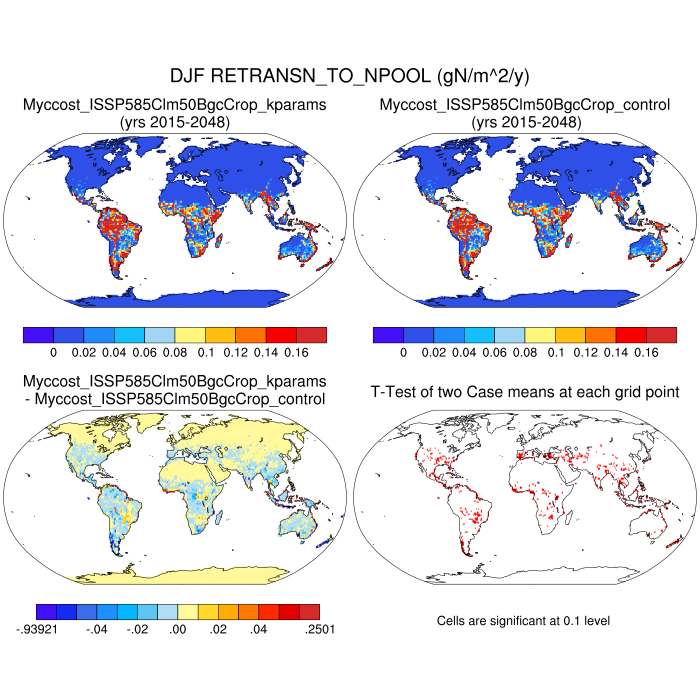 DJF RETRANSN_TO_NPOOL (gN/m^2/y)
Myccost_ISSP585Clm50BgcCrop_kparams
(yrs 2015-2048)
Myccost_ISSP585Clm50BgcCrop_control
(yrs 2015-2048)
0 0.02 0.04 0.06 0.08 0.1 0.12 0.14 0.16
0 0.02 0.04 0.06 0.08 0.1 0.12 0.14 0.16
Myccost_ISSP585Clm50BgcCrop_kparams
- Myccost_ISSP585Clm50BgcCrop_control
T-Test of two Case means at each grid point
-.93921 -.04 -.02 .00 .02 .04 .2501
Cells are significant at 0.1 level